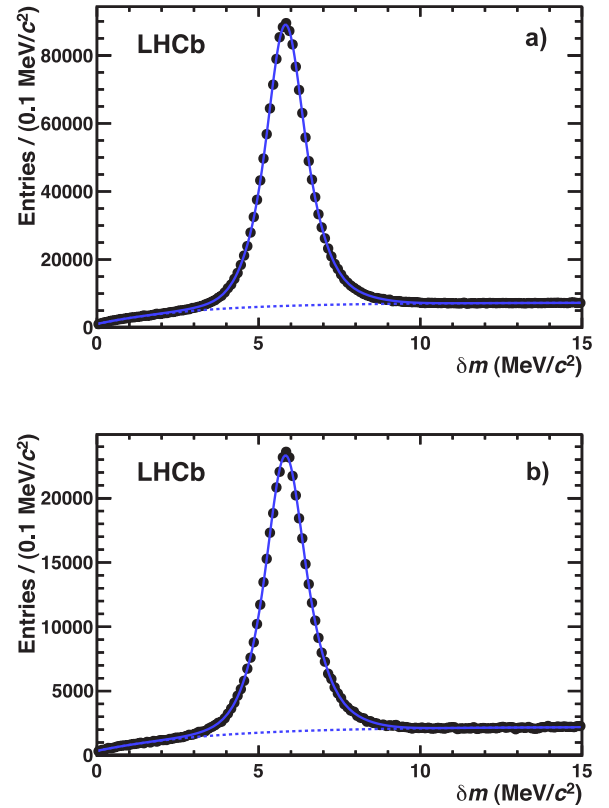 LHCb
a)
Entries / (0.1 MeV/c²)
80000
60000
40000
20000
0
0 5 10 15
δm (MeV/c²)
LHCb
b)
Entries / (0.1 MeV/c²)
20000
15000
10000
5000
0
0 5 10 15
δm (MeV/c²)